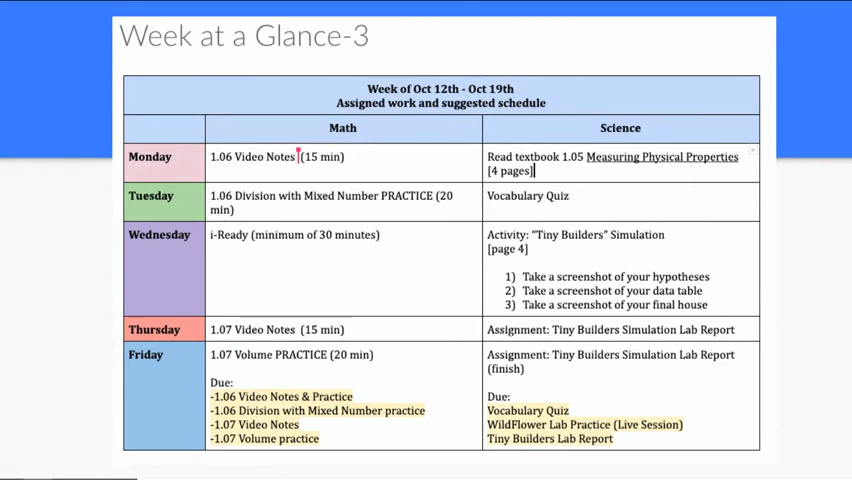 Week at a Glance-3
Week of Oct 12th - Oct 19th
Assigned work and suggested schedule
Math
Science
Monday
1.06 Video Notes (15 min)
Read textbook 1.05 Measuring Physical Properties
[4 pages]
Tuesday
1.06 Division with Mixed Number PRACTICE (20
min)
Vocabulary Quiz
Wednesday
i-Ready (minimum of 30 minutes)
Activity: “Tiny Builders” Simulation
[page 4]
1) Take a screenshot of your hypotheses
2) Take a screenshot of your data table
3) Take a screenshot of your final house
Thursday
1.07 Video Notes (15 min)
Assignment: Tiny Builders Simulation Lab Report
Friday
1.07 Volume PRACTICE (20 min)
Due:
-1.06 Video Notes & Practice
-1.06 Division with Mixed Number practice
-1.07 Video Notes
-1.07 Volume practice
Assignment: Tiny Builders Simulation Lab Report
(finish)
Due:
Vocabulary Quiz
WildFlower Lab Practice (Live Session)
Tiny Builders Lab Report